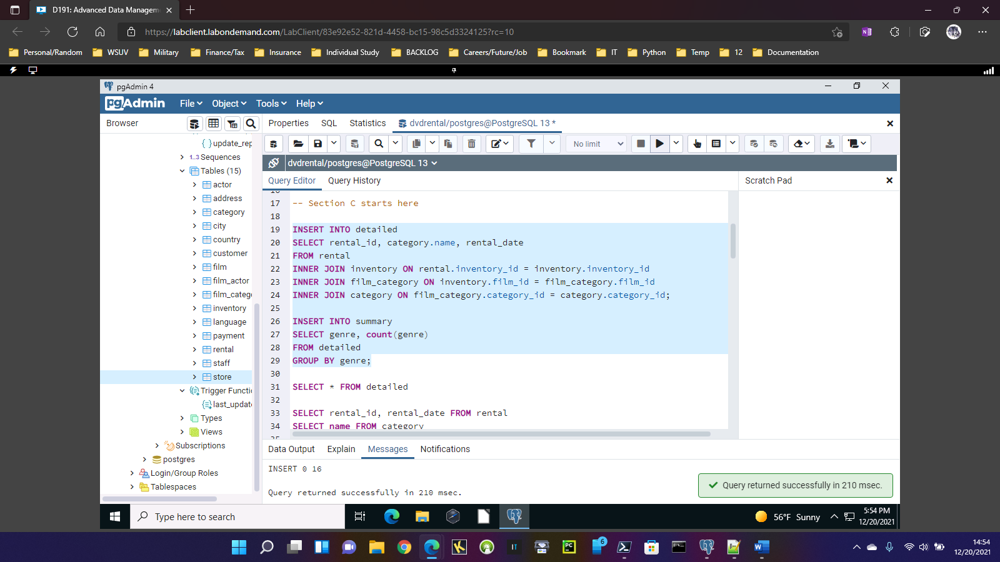 D191: Advanced Data Managem
https://labclient.labondemand.com/LabClient/83e92e52-821d-4458-bc15-98c5d3324125?rc=10
Personal/Random WSUV Military Finance/Tax Insurance Individual Study BACKLOG Careers/Future/Job Bookmark IT Python Temp 12 Documentation
pgAdmin 4
pgAdmin File Object Tools Help
Browser
Properties SQL Statistics dvdrental/postgres@PostgreSQL 13 *
No limit
dvdrental/postgres@PostgreSQL 13
Query Editor Query History
Scratch Pad
{ } update_rep
1..3 Sequences
Tables (15)
actor
address
category
city
country
customer
film
film_actor
film_catego
inventory
language
payment
rental
staff
store
Trigger Functi
last_update
Types
Views
Subscriptions
postgres
Login/Group Roles
Tablespaces
17 -- Section C starts here
18
19 INSERT INTO detailed
20 SELECT rental_id, category.name, rental_date
21 FROM rental
22 INNER JOIN inventory ON rental.inventory_id = inventory.inventory_id
23 INNER JOIN film_category ON inventory.film_id = film_category.film_id
24 INNER JOIN category ON film_category.category_id = category.category_id;
25
26 INSERT INTO summary
27 SELECT genre, count(genre)
28 FROM detailed
29 GROUP BY genre;
30
31 SELECT * FROM detailed
32
33 SELECT rental_id, rental_date FROM rental
34 SELECT name FROM category
Data Output Explain Messages Notifications
INSERT 0 16
Query returned successfully in 210 msec.
Query returned successfully in 210 msec.
Type here to search
56°F Sunny
5:54 PM
12/20/2021
IT
PC
6
14:54
12/20/2021